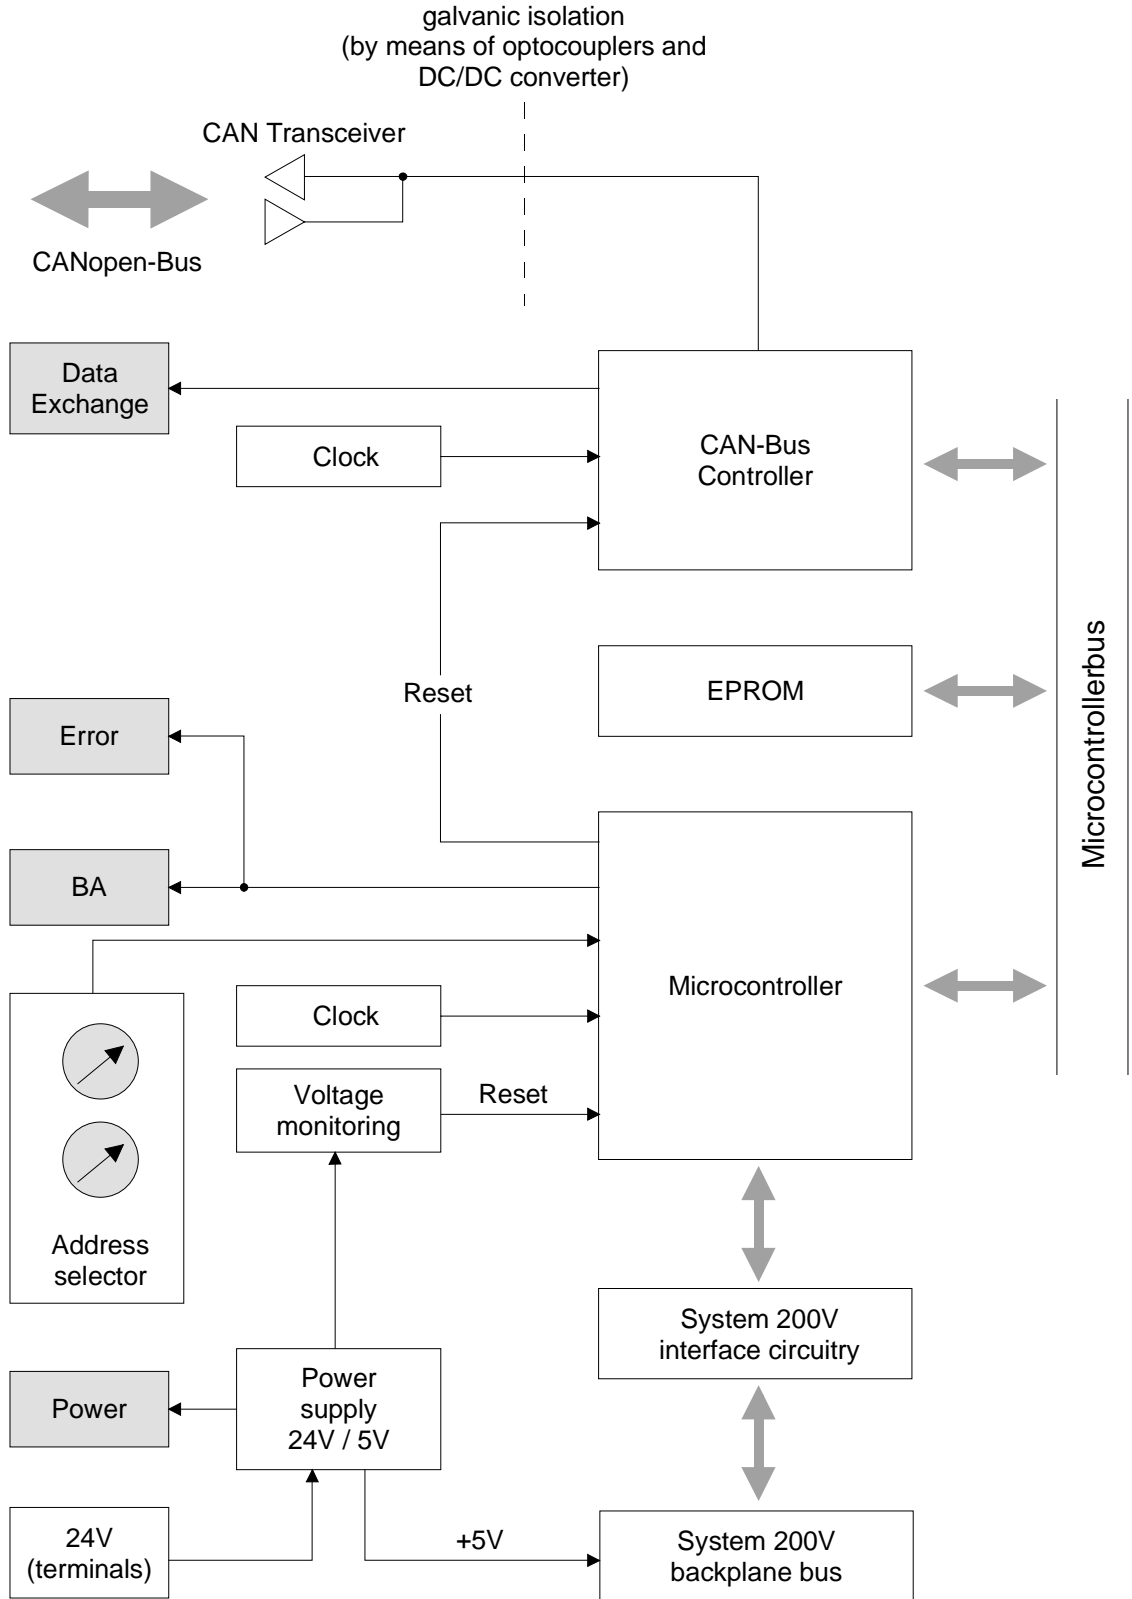 galvanic isolation
(by means of optocouplers and
DC/DC converter)
CAN Transceiver
CANopen-Bus
Data
Exchange
Clock
CAN-Bus
Controller
Reset
EPROM
Microcontrollerbus
Error
BA
Microcontroller
Clock
Voltage
monitoring
Reset
Address
selector
System 200V
interface circuitry
Power
Power
supply
24V / 5V
24V
(terminals)
+5V
System 200V
backplane bus